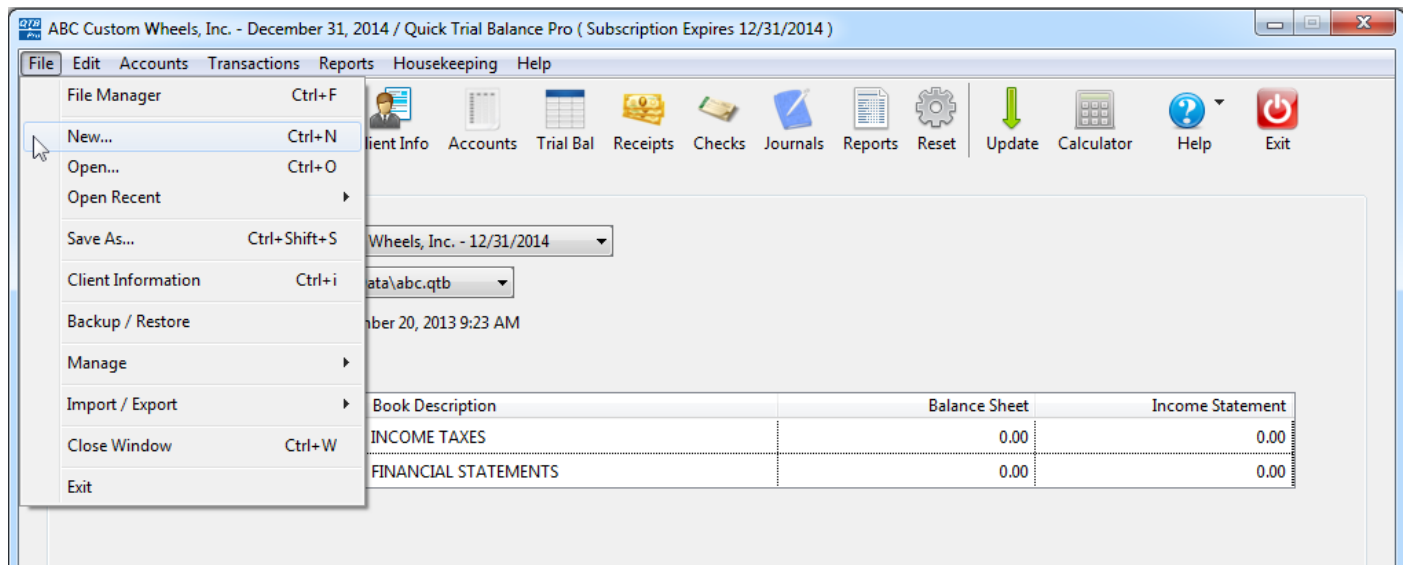 QTB
Pro
ABC Custom Wheels, Inc. - December 31, 2014 / Quick Trial Balance Pro ( Subscription Expires 12/31/2014 )
File Edit Accounts Transactions Reports Housekeeping Help
File Manager Ctrl+F
New... Ctrl+N
Open... Ctrl+O
Open Recent
Save As... Ctrl+Shift+S
Client Information Ctrl+i
Backup / Restore
Manage
Import / Export
Close Window Ctrl+W
Exit
lient Info Accounts Trial Bal Receipts Checks Journals Reports Reset Update Calculator Help Exit
Wheels, Inc. - 12/31/2014
ata\abc.qtb
nber 20, 2013 9:23 AM
Book Description Balance Sheet Income Statement
INCOME TAXES 0.00 0.00
FINANCIAL STATEMENTS 0.00 0.00